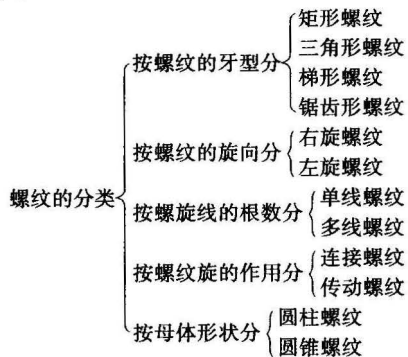 矩形螺纹
三角形螺纹
按螺纹的牙型分
梯形螺纹
锯齿形螺纹
按螺纹的旋向分
右旋螺纹
左旋螺纹
螺纹的分类
按螺旋线的根数分
单线螺纹
多线螺纹
按螺纹旋的作用分
连接螺纹
传动螺纹
按母体形状分
圆柱螺纹
圆锥螺纹